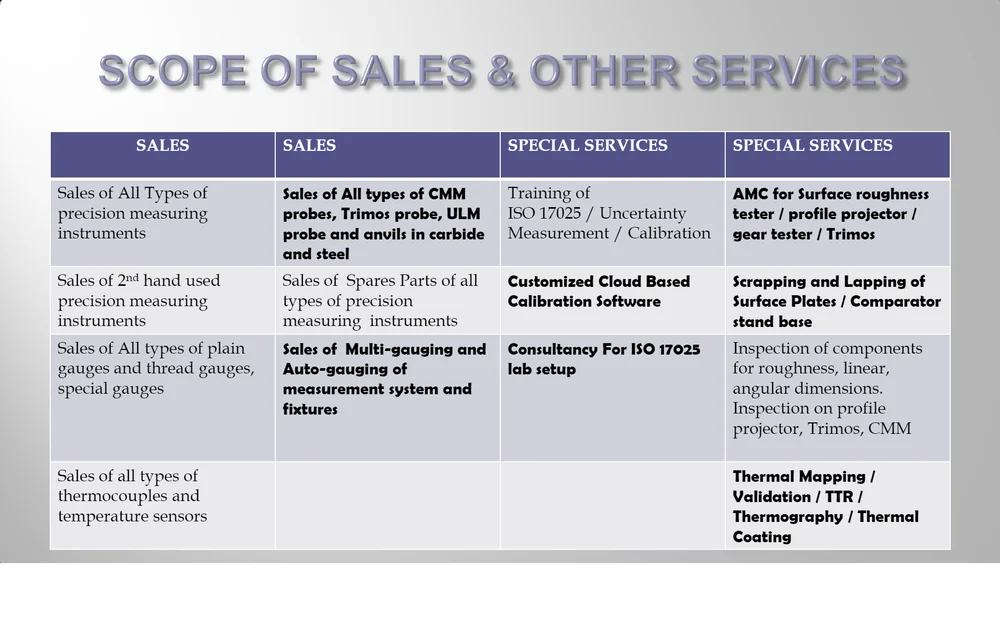 SCOPE OF SALES & OTHER SERVICES
SALES
SALES
SPECIAL SERVICES
SPECIAL SERVICES
Sales of All Types of
precision measuring
instruments
Sales of All types of CMM
probes, Trimos probe, ULM
probe and anvils in carbide
and steel
Training of
ISO 17025 / Uncertainty
Measurement / Calibration
AMC for Surface roughness
tester / profile projector /
gear tester / Trimos
Sales of 2nd hand used
precision measuring
instruments
Sales of Spares Parts of all
types of precision
measuring instruments
Customized Cloud Based
Calibration Software
Scrapping and Lapping of
Surface Plates / Comparator
stand base
Sales of All types of plain
gauges and thread gauges,
special gauges
Sales of Multi-gauging and
Auto-gauging of
measurement system and
fixtures
Consultancy For ISO 17025
lab setup
Inspection of components
for roughness, linear,
angular dimensions.
Inspection on profile
projector, Trimos, CMM
Sales of all types of
thermocouples and
temperature sensors
Thermal Mapping /
Validation / TTR /
Thermography / Thermal
Coating